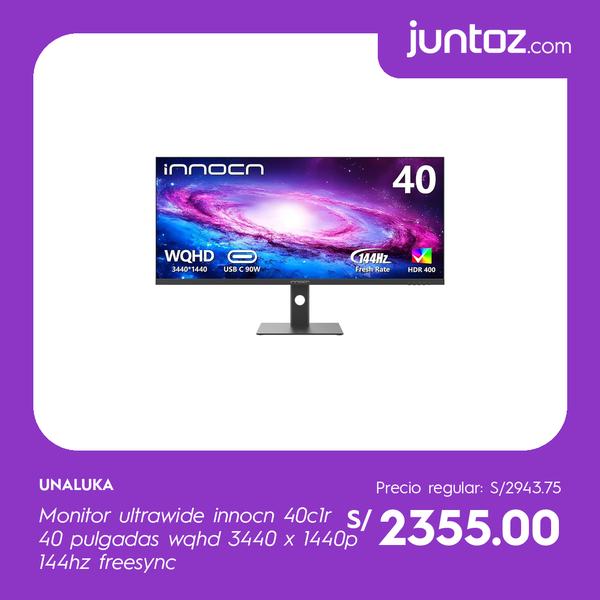 juntoz.com
innocn
40
WQHD
3440*1440
USB C 90W
144Hz
Fresh Rate
HDR 400
INNOCN
UNALUKA
Precio regular: S/2943.75
Monitor ultrawide innocn 40c1r
40 pulgadas wqhd 3440 x 1440p
144hz freesync
S/ 2355.00